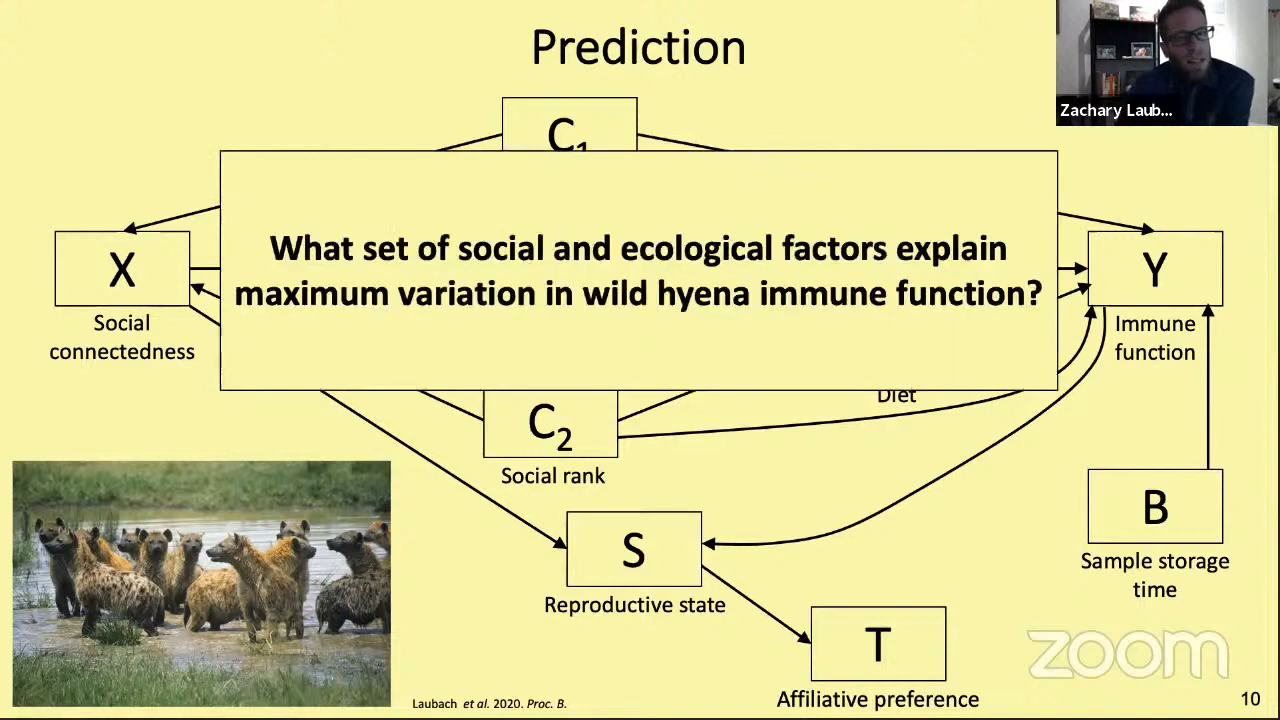 Prediction
Zachary Laub...
C₁
What set of social and ecological factors explain
maximum variation in wild hyena immune function?
X
Social
connectedness
Y
Immune
function
Diet
C₂
Social rank
S
Reproductive state
B
Sample storage
time
T
Affiliative preference
zoom
Laubach et al. 2020. Proc. B.
10